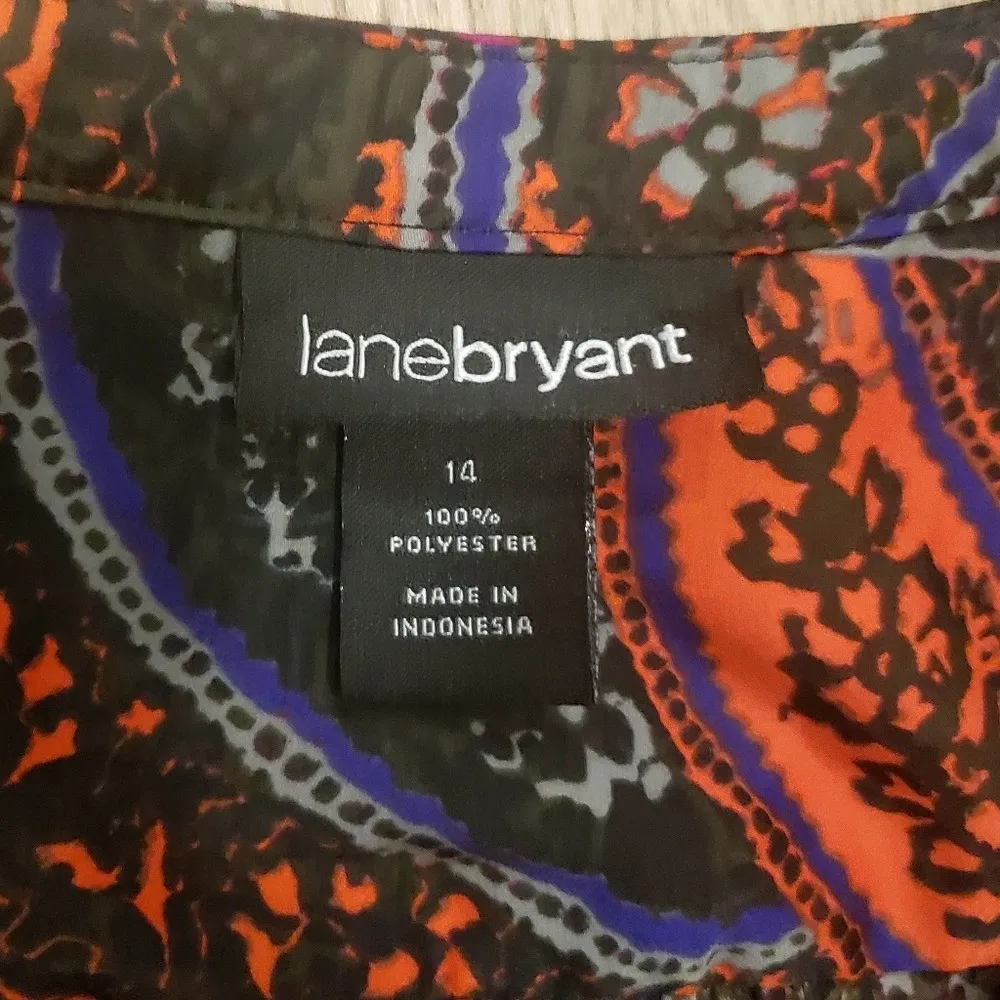 lanebryant
14
100%
POLYESTER
MADE IN
INDONESIA